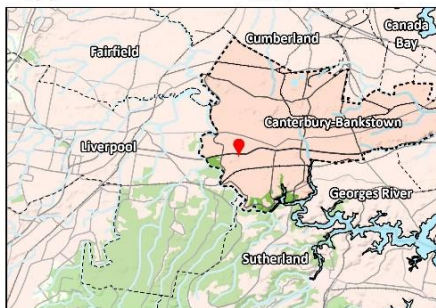 Canada
Bay
Cumberland
Fairfield
Canterbury-Bankstown
Liverpool
Georges River
Sutherland